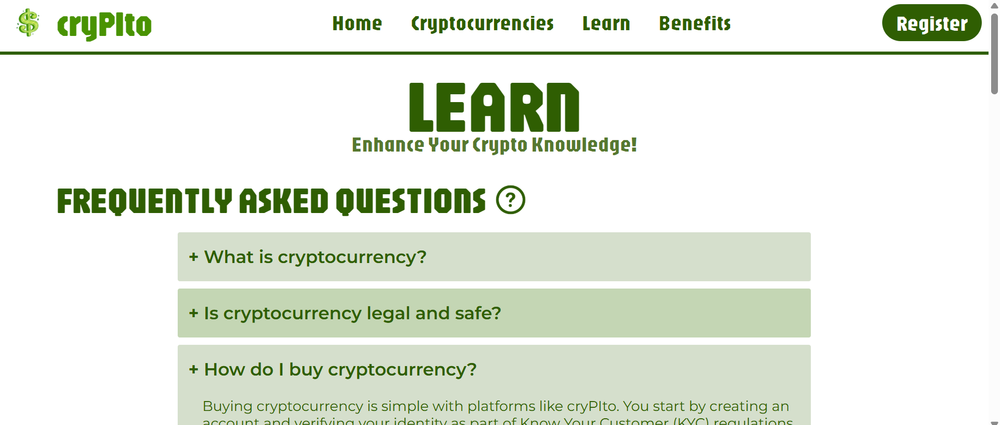 $ cryPIto
Home Cryptocurrencies Learn Benefits Register
LEARN
Enhance Your Crypto Knowledge!
FREQUENTLY ASKED QUESTIONS ?
+ What is cryptocurrency?
+ Is cryptocurrency legal and safe?
+ How do I buy cryptocurrency?
Buying cryptocurrency is simple with platforms like cryPIto. You start by creating an
account and verifying your identity as part of Know Your Customer (KYC) regulations.